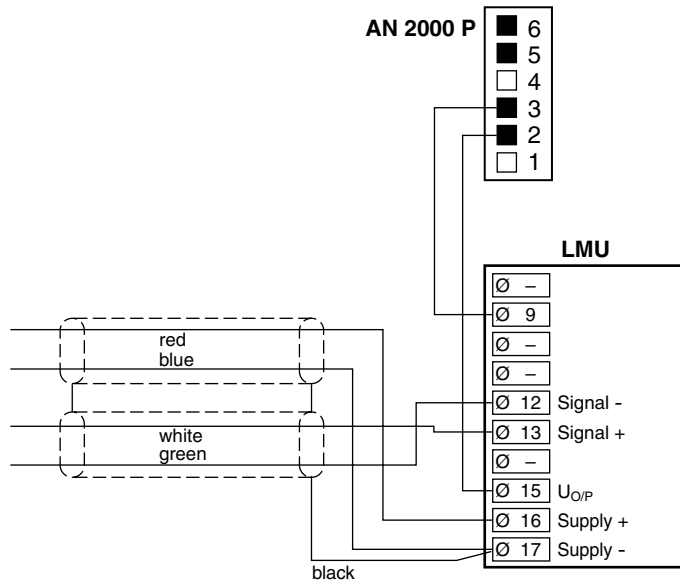 AN 2000 P
6
5
4
3
2
1
LMU
Ø –
Ø 9
Ø –
Ø –
Ø 12 Signal -
Ø 13 Signal +
Ø –
Ø 15 U_O/P
Ø 16 Supply +
Ø 17 Supply -
red
blue
white
green
black